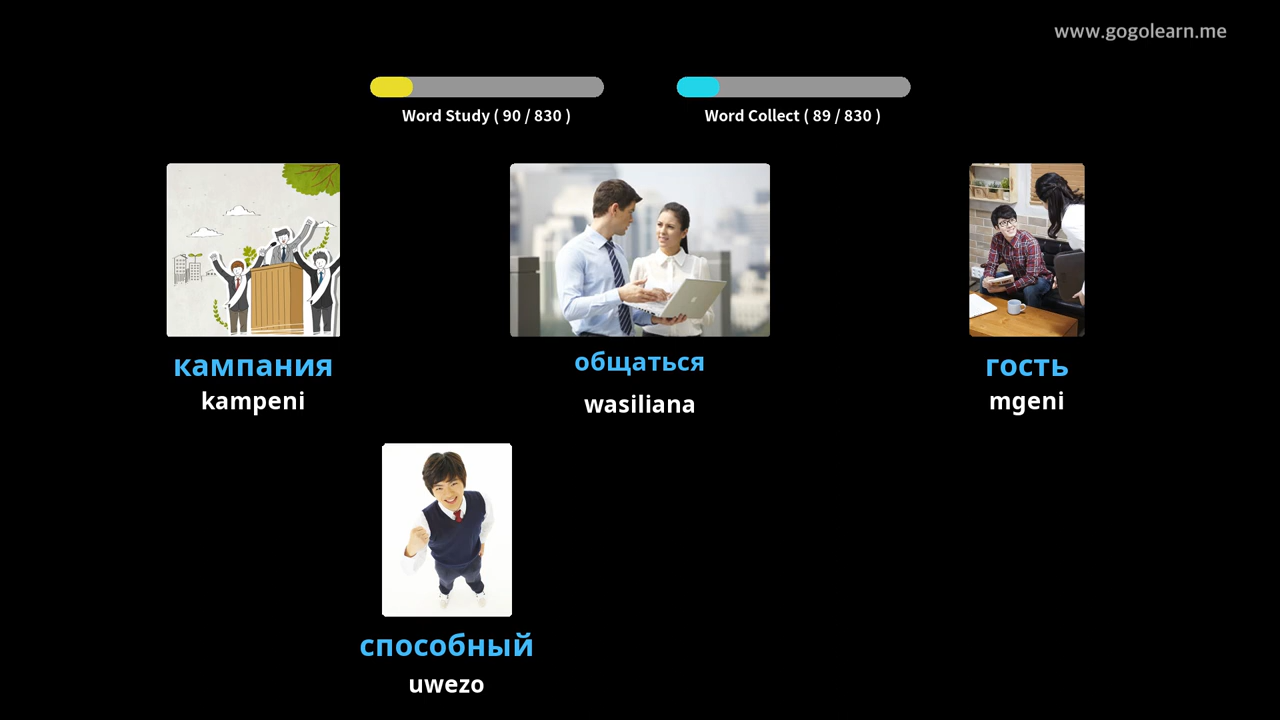 www.gogolearn.me
Word Study ( 90 / 830 )
Word Collect ( 89 / 830 )
кампания
kampeni
общаться
wasiliana
гость
mgeni
способный
uwezo